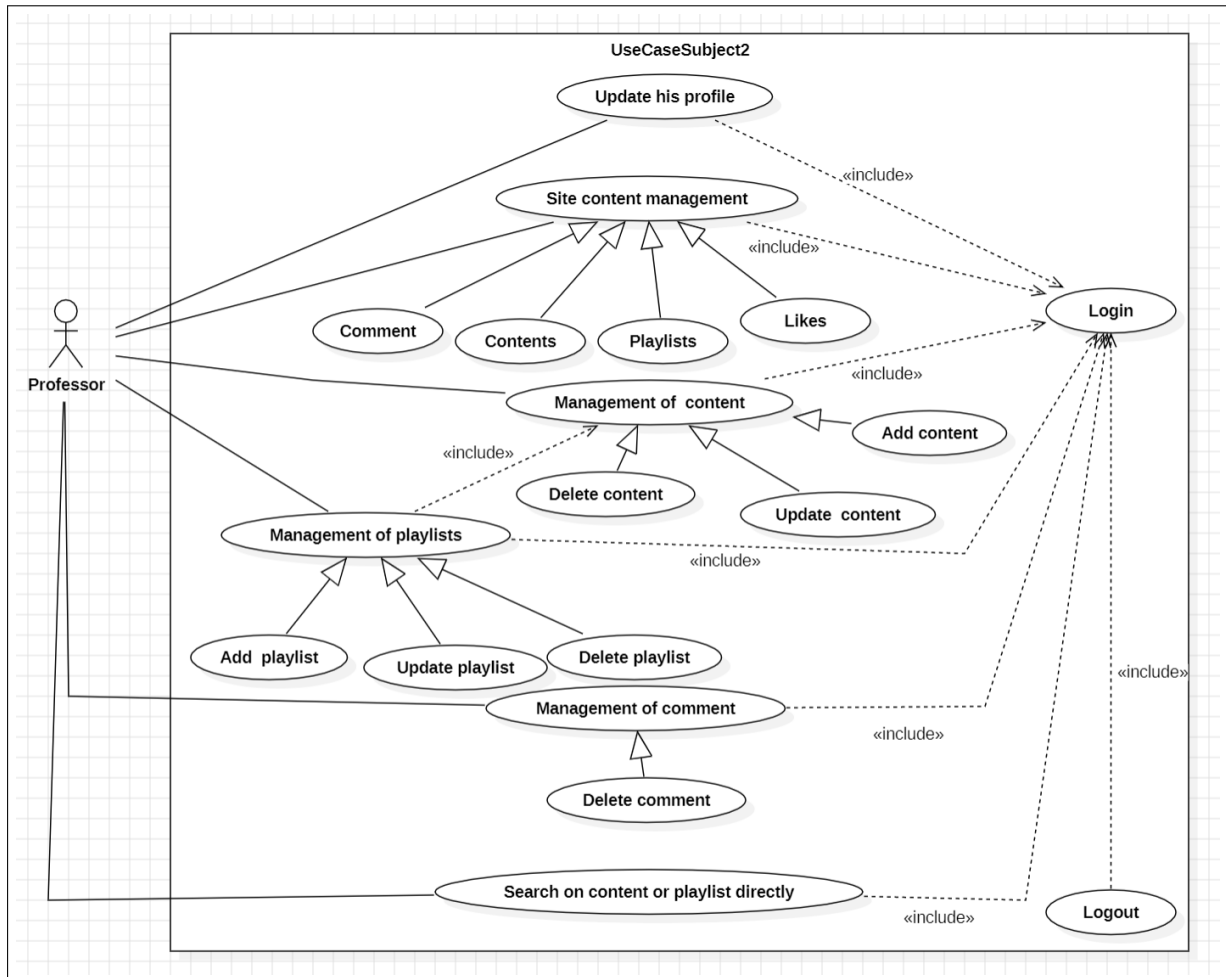 UseCaseSubject2
Update his profile
«include»
Site content management
«include»
Comment
Contents
Playlists
Likes
Login
Professor
«include»
Management of  content
Add content
«include»
Delete content
Update  content
Management of playlists
«include»
Add  playlist
Update playlist
Delete playlist
«include»
Management of comment
«include»
Delete comment
Search on content or playlist directly
«include»
Logout